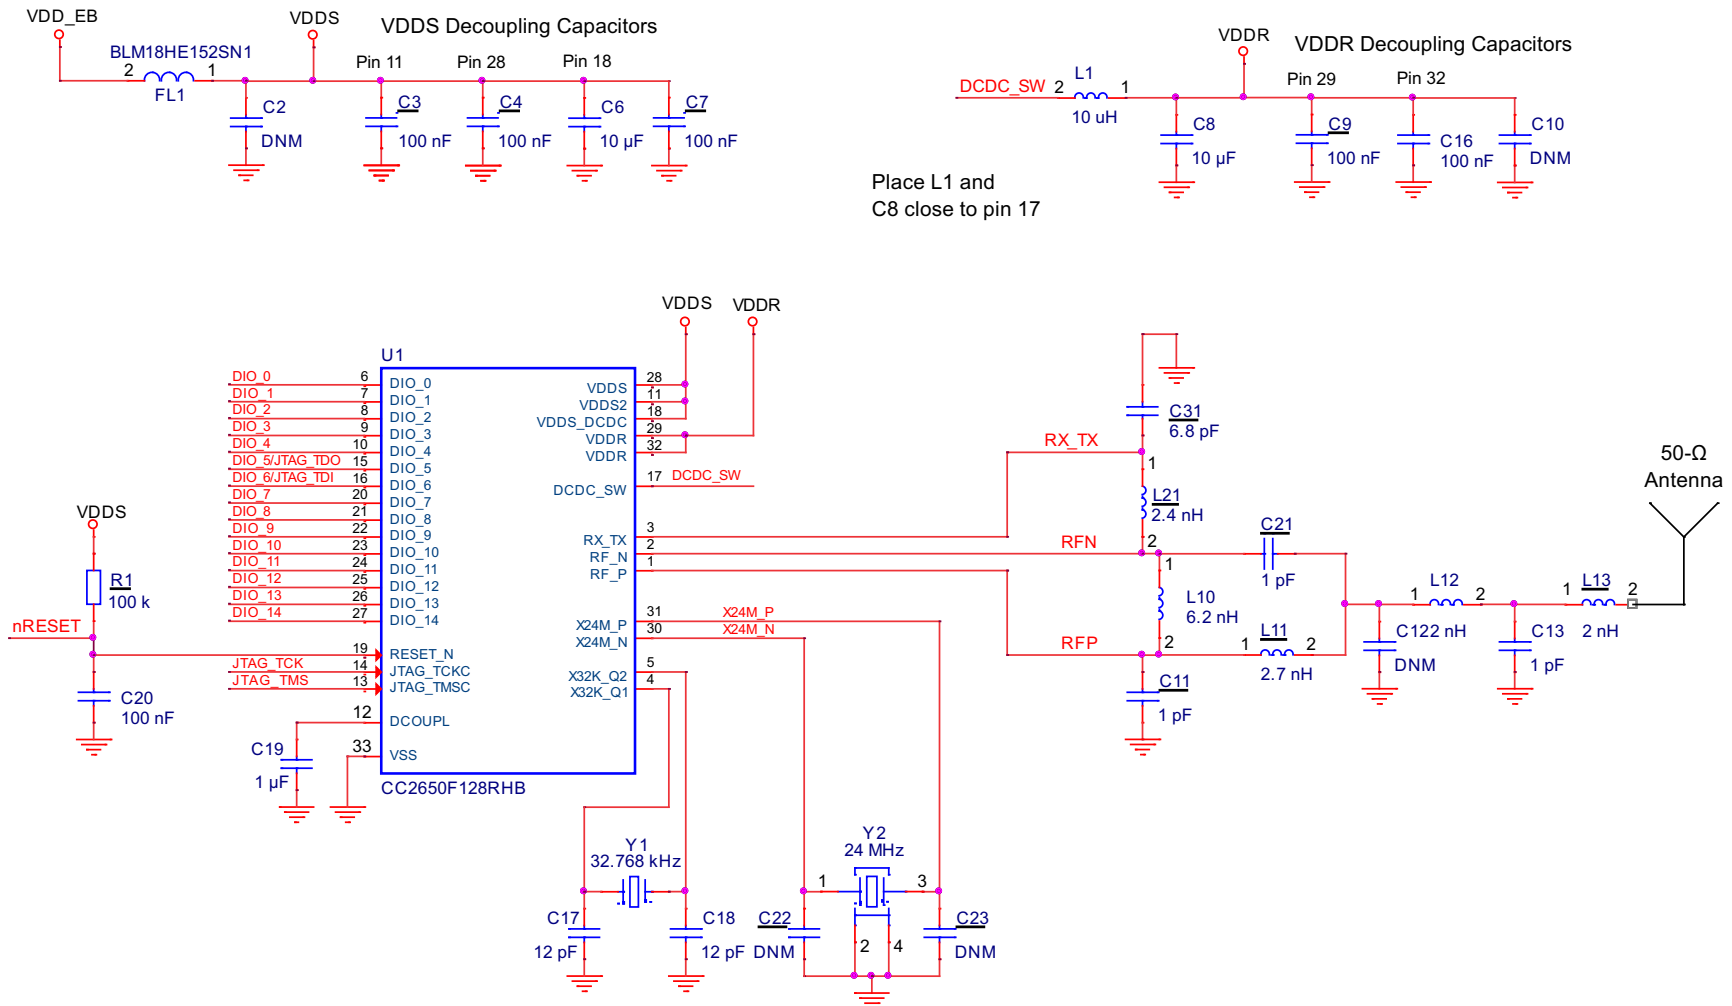 VDD_EB
VDDS
VDDS Decoupling Capacitors
BLM18HE152SN1
2
1
FL1
Pin 11
Pin 28
Pin 18
C2
DNM
C3
100 nF
C4
100 nF
C6
10 µF
C7
100 nF
VDDR
VDDR Decoupling Capacitors
DCDC_SW
2
L1
1
10 uH
Pin 29
Pin 32
C8
10 µF
C9
100 nF
C16
100 nF
C10
DNM
Place L1 and
C8 close to pin 17
VDDS
VDDR
U1
DIO_0 6 DIO_0
DIO_1 7 DIO_1
DIO_2 8 DIO_2
DIO_3 9 DIO_3
DIO_4 10 DIO_4
DIO_5/JTAG_TDO 15 DIO_5
DIO_6/JTAG_TDI 16 DIO_6
DIO_7 20 DIO_7
DIO_8 21 DIO_8
DIO_9 22 DIO_9
DIO_10 23 DIO_10
DIO_11 24 DIO_11
DIO_12 25 DIO_12
DIO_13 26 DIO_13
DIO_14 27 DIO_14
19 RESET_N
JTAG_TCK 14 JTAG_TCKC
JTAG_TMS 13 JTAG_TMSC
12 DCOUPL
33 VSS
VDDS 28
VDDS2 11
VDDS_DCDC 18
VDDR 29
VDDR 32
DCDC_SW 17 DCDC_SW
RX_TX 3
RF_N 2
RF_P 1
X24M_P 31 X24M_P
X24M_N 30 X24M_N
X32K_Q2 5
X32K_Q1 4
CC2650F128RHB
VDDS
R1
100 k
nRESET
C20
100 nF
C19
1 µF
C31
6.8 pF
RX_TX
1
L21
2.4 nH
2
RFN
C21
1 pF
1
L10
6.2 nH
2
RFP
1
L11
2
2.7 nH
C11
1 pF
1
L12
2
C122 nH
DNM
C13
1 pF
1
L13
2
2 nH
50-Ω
Antenna
Y1
32.768 kHz
C17
12 pF
C18
12 pF
Y2
24 MHz
1
3
C22
DNM
2
4
C23
DNM